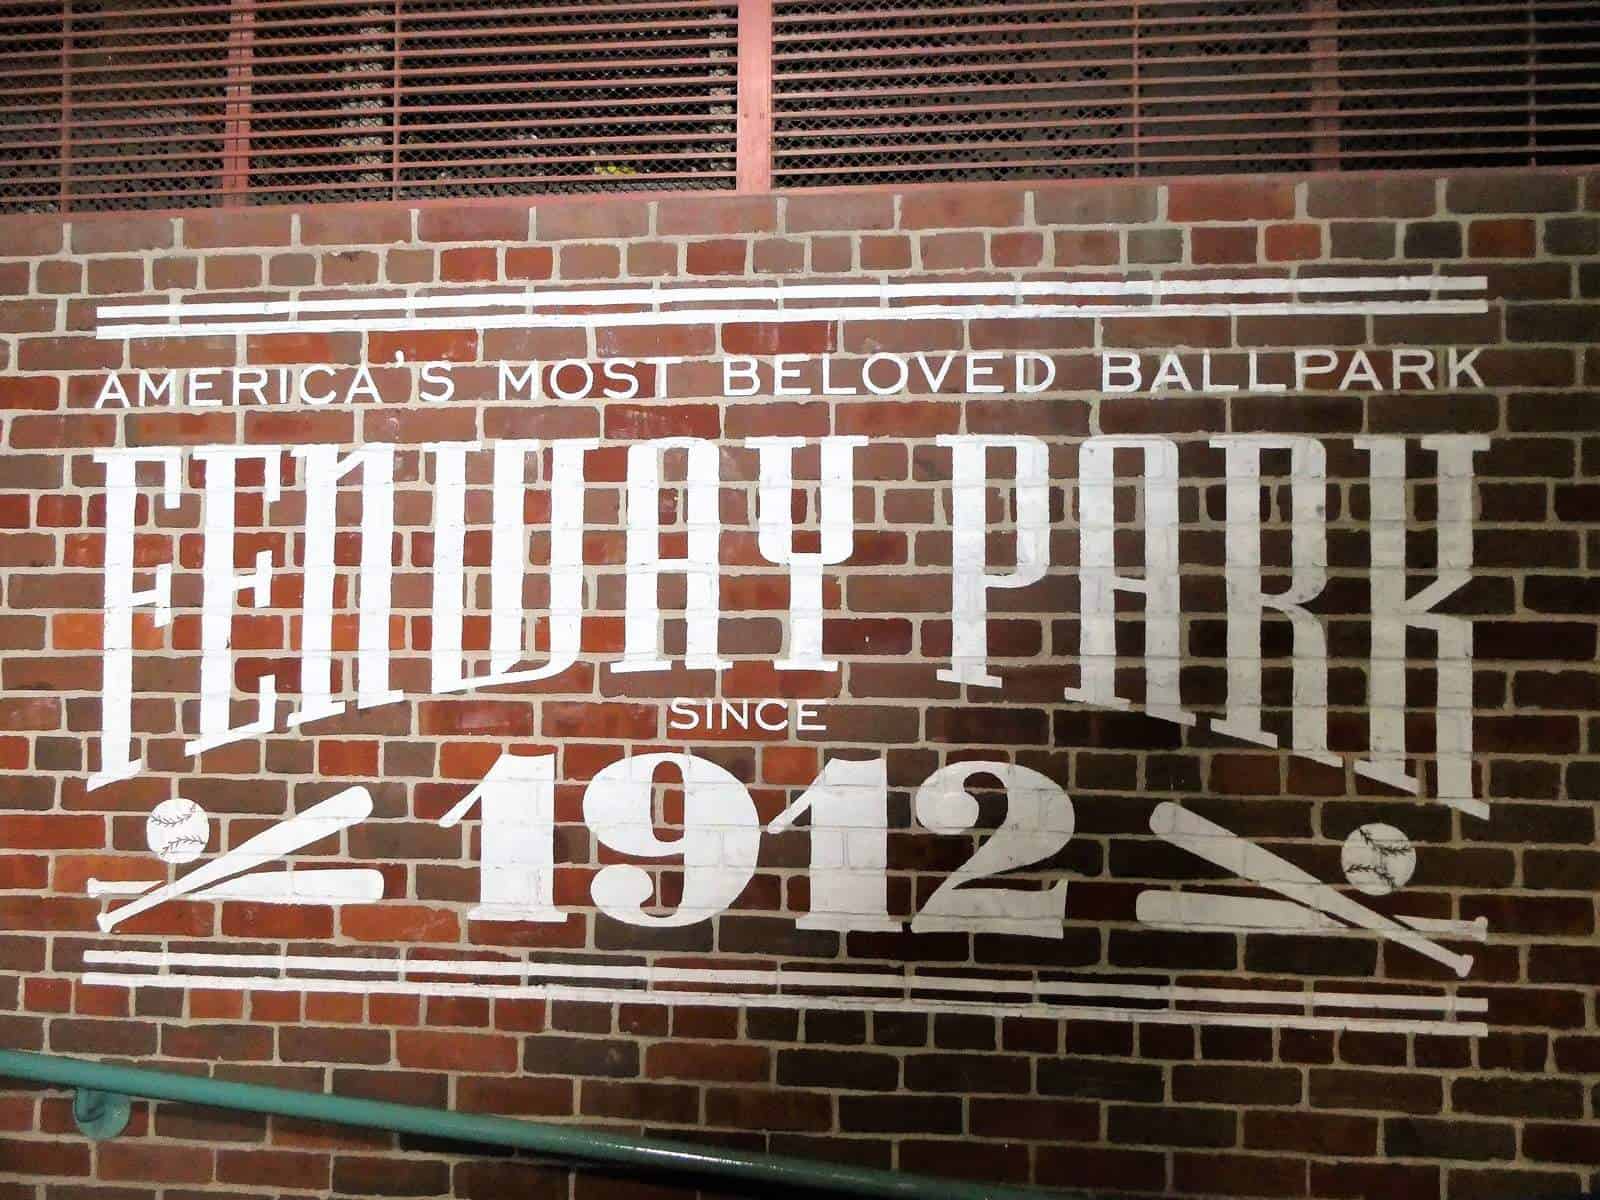 AMERICA'S MOST BELOVED BALLPARK
FENWAY PARK
SINCE
1912